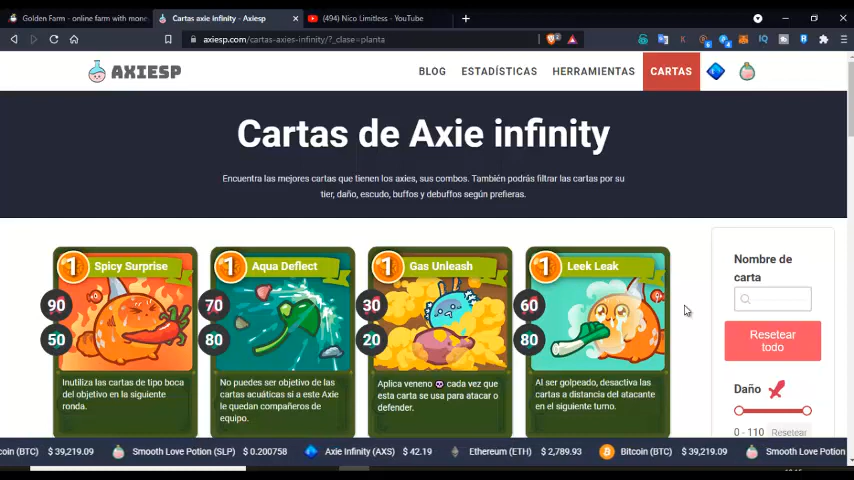 Golden Farm - online farm with mone
Cartas axie infinity - Axiesp
(494) Nico Limitless - YouTube
axiesp.com/cartas-axies-infinity/?_clase=planta
AXIESP
BLOG
ESTADÍSTICAS
HERRAMIENTAS
CARTAS
Cartas de Axie infinity
Encuentra las mejores cartas que tienen los axies, sus combos. También podrás filtrar las cartas por su
tier, daño, escudo, buffos y debuffos según prefieras.
1 Spicy Surprise
90
50
Inutiliza las cartas de tipo boca
del objetivo en la siguiente
ronda.
1 Aqua Deflect
70
80
No puedes ser objetivo de las
cartas acuáticas si a este Axie
le quedan compañeros de
equipo.
1 Gas Unleash
30
20
Aplica veneno cada vez que
esta carta se usa para atacar o
defender.
1 Leek Leak
60
80
Al ser golpeado, desactiva las
cartas a distancia del atacante
en el siguiente turno.
Nombre de
carta
Resetear
todo
Daño
0 - 110 Resetear
coin (BTC) $ 39,219.09 Smooth Love Potion (SLP) $ 0.200758 Axie Infinity (AXS) $ 42.19 Ethereum (ETH) $ 2,789.93 Bitcoin (BTC) $ 39,219.09 Smooth Love Potion